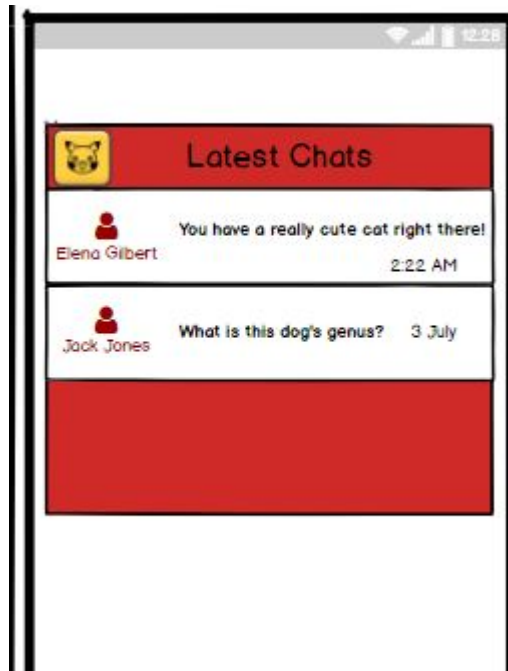 12:28
Latest Chats
You have a really cute cat right there!
Elena Gilbert
2:22 AM
What is this dog's genus? 3 July
Jack Jones